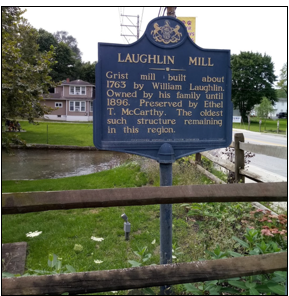 LAUGHLIN MILL
Grist mill built about
1763 by William Laughlin.
Owned by his family until
1896. Preserved by Ethel
T. McCarthy. The oldest
such structure remaining
in this region.